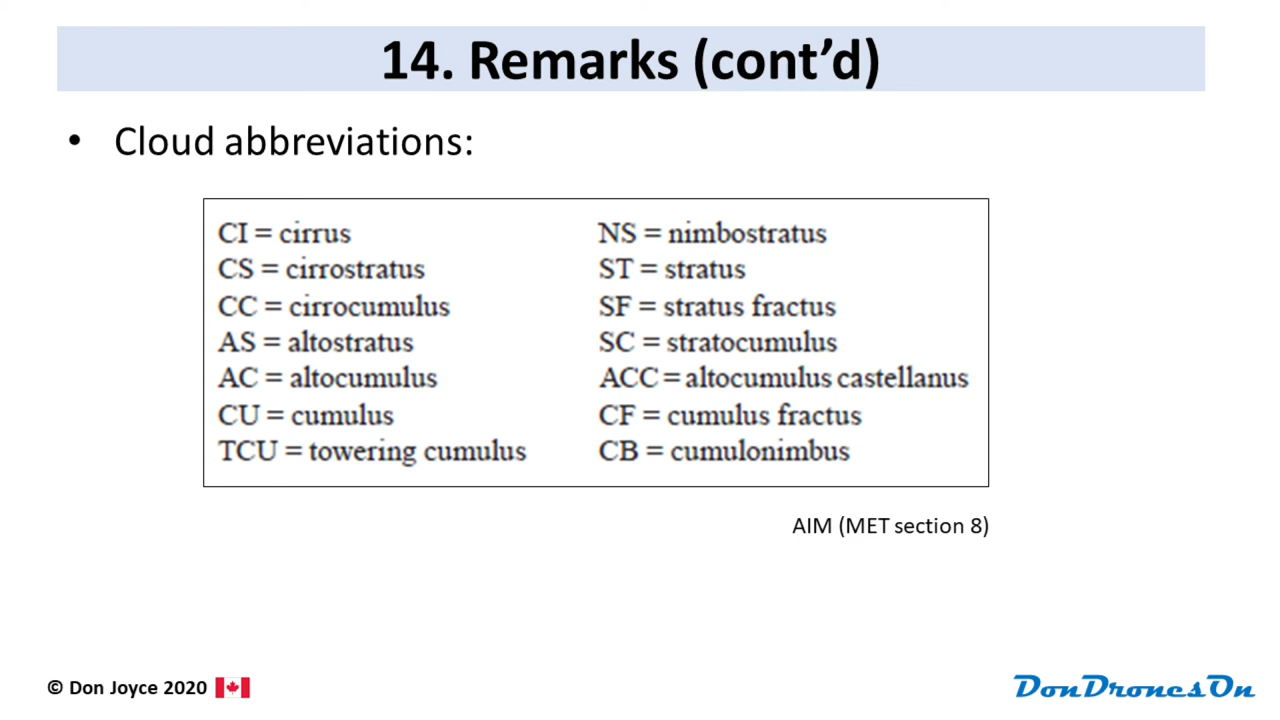 14. Remarks (cont’d)
• Cloud abbreviations:
CI = cirrus
CS = cirrostratus
CC = cirrocumulus
AS = altostratus
AC = altocumulus
CU = cumulus
TCU = towering cumulus
NS = nimbostratus
ST = stratus
SF = stratus fractus
SC = stratocumulus
ACC = altocumulus castellanus
CF = cumulus fractus
CB = cumulonimbus
AIM (MET section 8)
© Don Joyce 2020
DonDronesOn